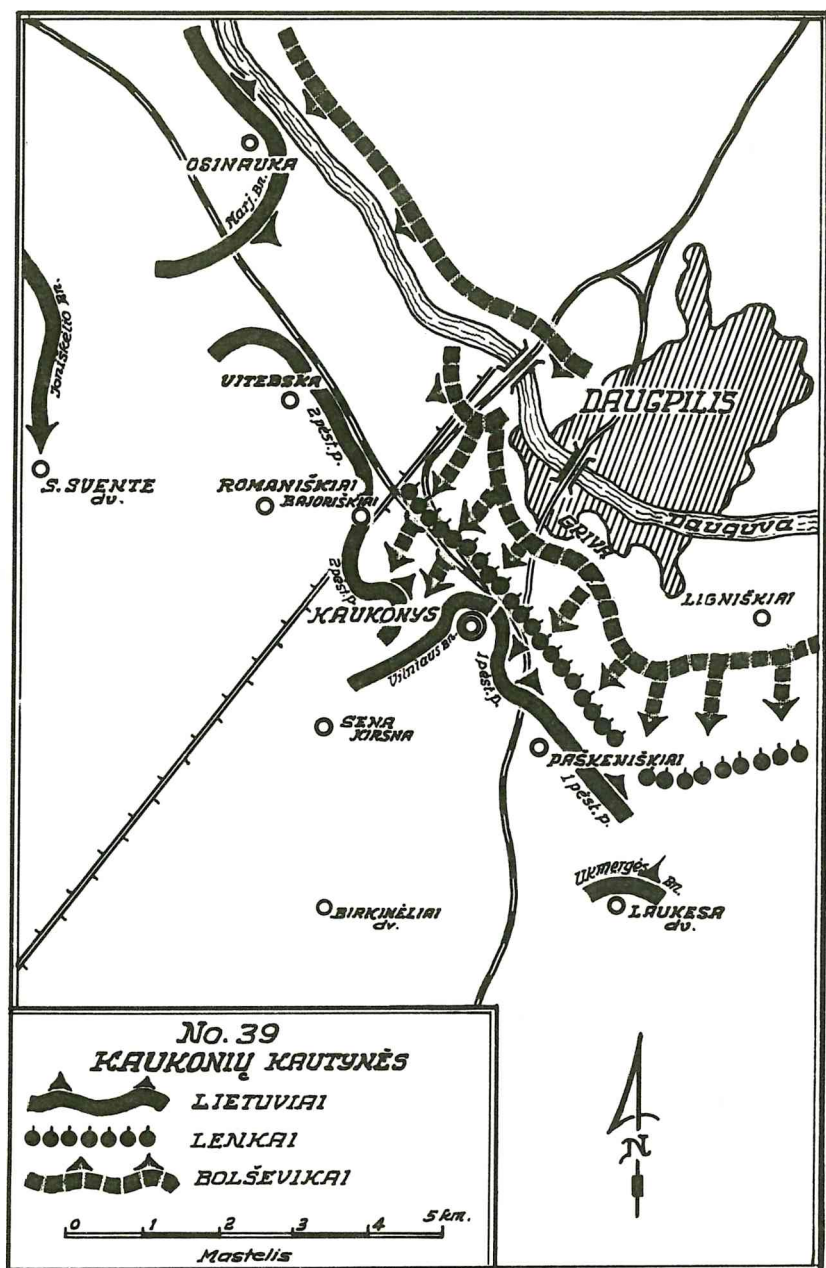 OSINAUKA
Marj. Bn.
Joniškėlio Bn.
VITEBSKA
2 pėst. p.
DAUGPILIS
S. SVENTE
dv.
ROMANIŠKIAI
BAJORIŠKIAI
Dauguva
GRIVA
2 pėst. p.
KAUKONYS
LIGNIŠKIAI
Vilniaus Bn.
1 pėst. p.
SENA
KIRSNA
PAŠKENIŠKIAI
1 pėst. p.
Ukmergės Bn.
BIRKINĖLIAI
dv.
LAUKESA
dv.
No. 39
KAUKONIŲ KAUTYNĖS
LIETUVIAI
LENKAI
BOLŠEVIKAI
0 1 2 3 4 5 km.
Mastelis
N